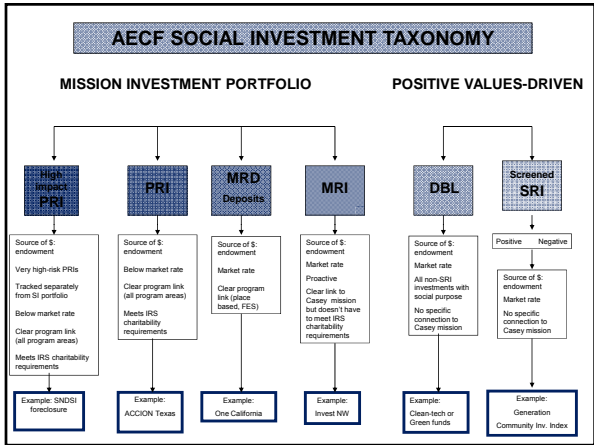 AECF SOCIAL INVESTMENT TAXONOMY
MISSION INVESTMENT PORTFOLIO
POSITIVE VALUES-DRIVEN
High
Impact
PRI
PRI
MRD
Deposits
MRI
DBL
Screened
SRI
Source of $:
endowment
Very high-risk PRIs
Tracked separately
from SI portfolio
Below market rate
Clear program link
(all program areas)
Meets IRS charitability
requirements
Source of $:
endowment
Below market rate
Clear program link
(all program areas)
Meets IRS
charitability
requirements
Source of $:
endowment
Market rate
Clear program
link (place
based, FES)
Source of $:
endowment
Market rate
Proactive
Clear link to
Casey mission
but doesn't have
to meet IRS
charitability
requirements
Source of $:
endowment
Market rate
All non-SRI
investments with
social purpose
No specific
connection to
Casey mission
Positive Negative
Source of $:
endowment
Market rate
No specific
connection to
Casey mission
Example: SNDSI
foreclosure
Example:
ACCION Texas
Example:
One California
Example:
Invest NW
Example:
Clean-tech or
Green funds
Example:
Generation
Community Inv. Index